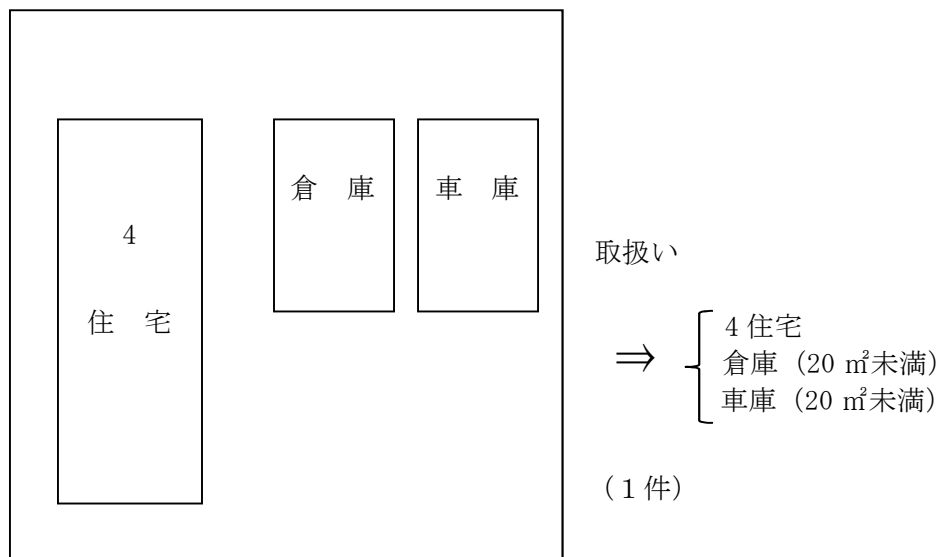 倉 庫
車 庫
4
住 宅
取扱い
⇒
4 住宅
倉庫（20 ㎡未満）
車庫（20 ㎡未満）
（１件）